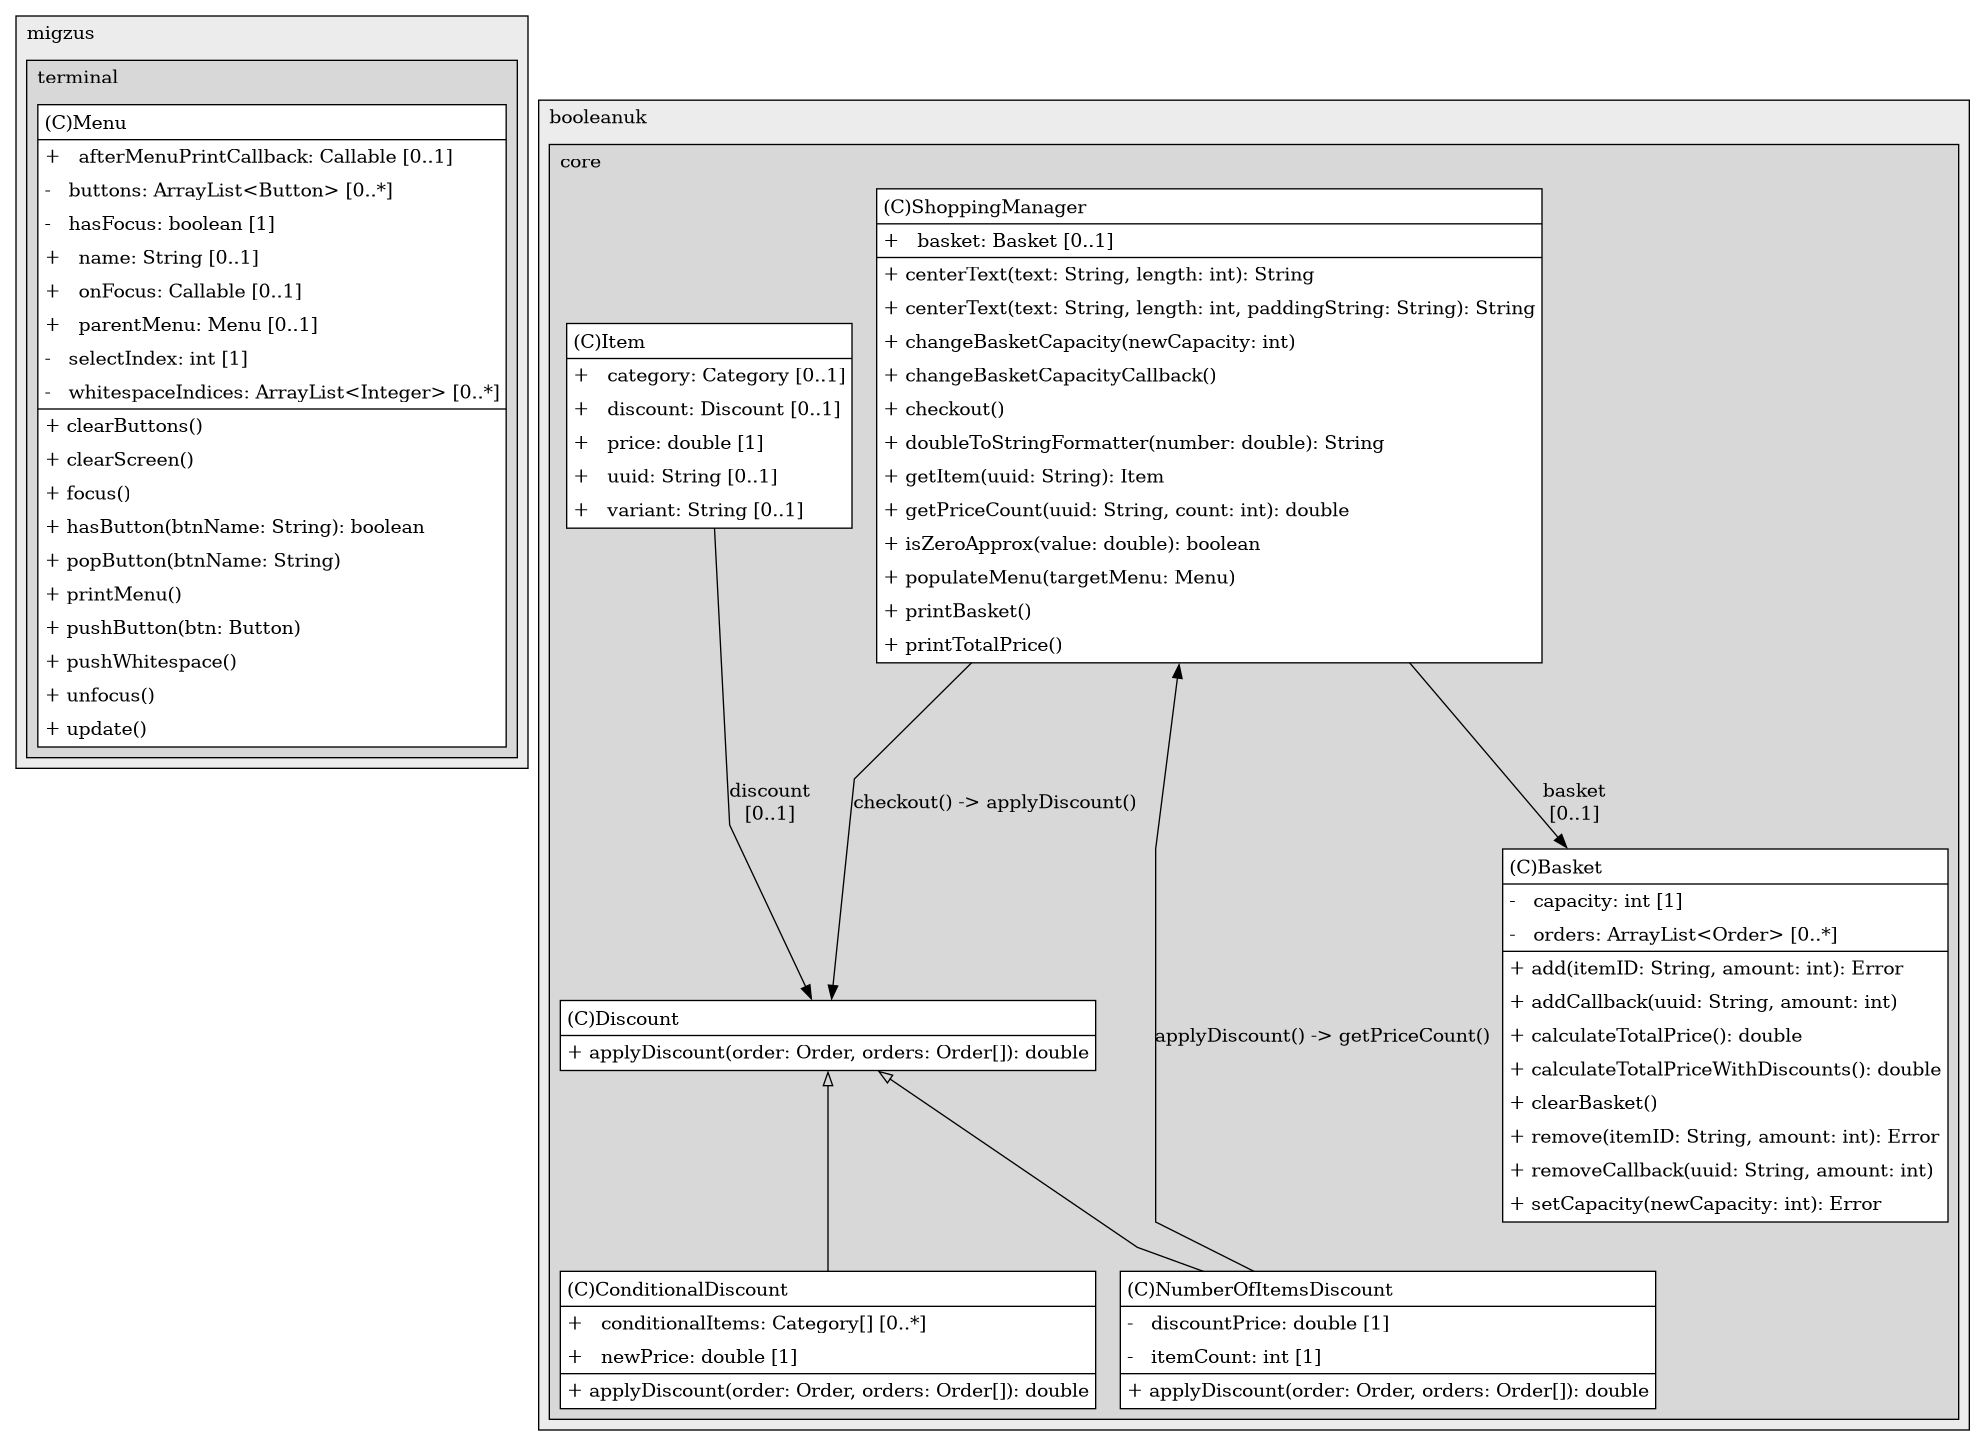 migzus
terminal
(C)Menu
+ afterMenuPrintCallback: Callable [0..1]
- buttons: ArrayList<Button> [0..*]
- hasFocus: boolean [1]
+ name: String [0..1]
+ onFocus: Callable [0..1]
+ parentMenu: Menu [0..1]
- selectIndex: int [1]
- whitespaceIndices: ArrayList<Integer> [0..*]
+ clearButtons()
+ clearScreen()
+ focus()
+ hasButton(btnName: String): boolean
+ popButton(btnName: String)
+ printMenu()
+ pushButton(btn: Button)
+ pushWhitespace()
+ unfocus()
+ update()
booleanuk
core
(C)Item
+ category: Category [0..1]
+ discount: Discount [0..1]
+ price: double [1]
+ uuid: String [0..1]
+ variant: String [0..1]
(C)ShoppingManager
+ basket: Basket [0..1]
+ centerText(text: String, length: int): String
+ centerText(text: String, length: int, paddingString: String): String
+ changeBasketCapacity(newCapacity: int)
+ changeBasketCapacityCallback()
+ checkout()
+ doubleToStringFormatter(number: double): String
+ getItem(uuid: String): Item
+ getPriceCount(uuid: String, count: int): double
+ isZeroApprox(value: double): boolean
+ populateMenu(targetMenu: Menu)
+ printBasket()
+ printTotalPrice()
discount
[0..1]
checkout() -> applyDiscount()
basket
[0..1]
(C)Basket
- capacity: int [1]
- orders: ArrayList<Order> [0..*]
+ add(itemID: String, amount: int): Error
+ addCallback(uuid: String, amount: int)
+ calculateTotalPrice(): double
+ calculateTotalPriceWithDiscounts(): double
+ clearBasket()
+ remove(itemID: String, amount: int): Error
+ removeCallback(uuid: String, amount: int)
+ setCapacity(newCapacity: int): Error
(C)Discount
+ applyDiscount(order: Order, orders: Order[]): double
applyDiscount() -> getPriceCount()
(C)ConditionalDiscount
+ conditionalItems: Category[] [0..*]
+ newPrice: double [1]
+ applyDiscount(order: Order, orders: Order[]): double
(C)NumberOfItemsDiscount
- discountPrice: double [1]
- itemCount: int [1]
+ applyDiscount(order: Order, orders: Order[]): double